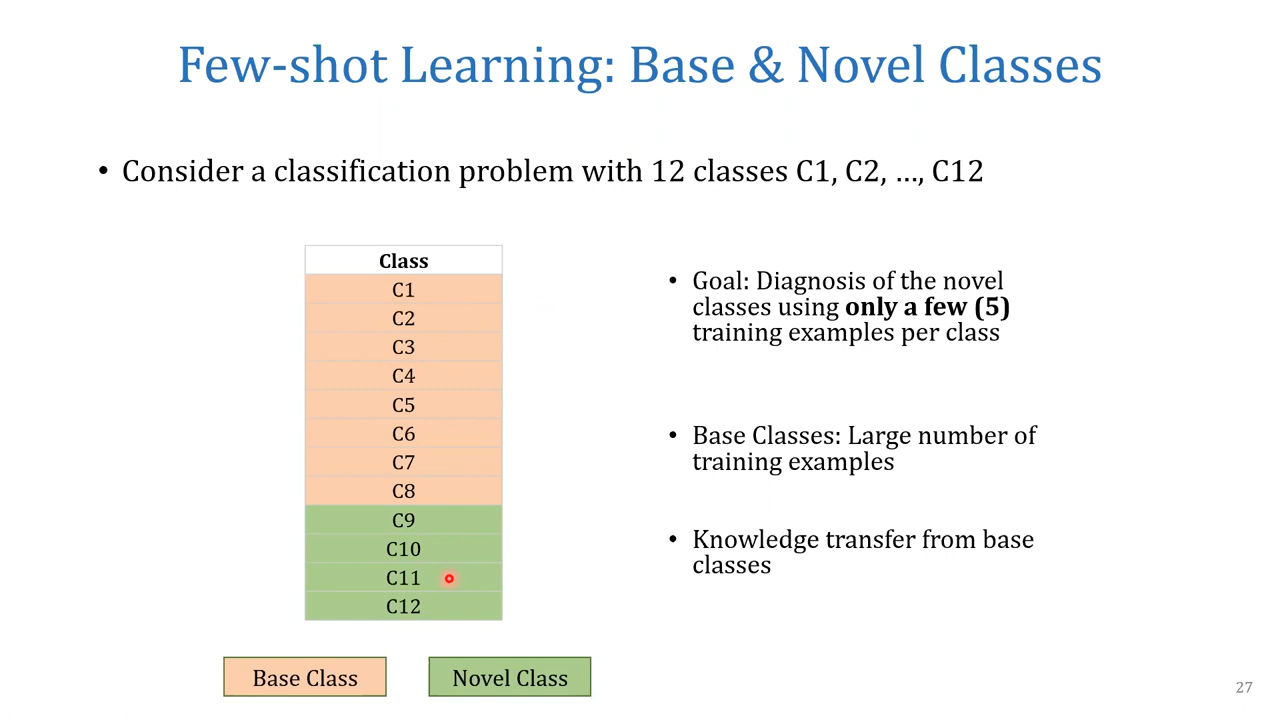 Few-shot Learning: Base & Novel Classes
• Consider a classification problem with 12 classes C1, C2, ..., C12
Class
C1
C2
C3
C4
C5
C6
C7
C8
C9
C10
C11
C12
Base Class
Novel Class
• Goal: Diagnosis of the novel
classes using only a few (5)
training examples per class
• Base Classes: Large number of
training examples
• Knowledge transfer from base
classes
27